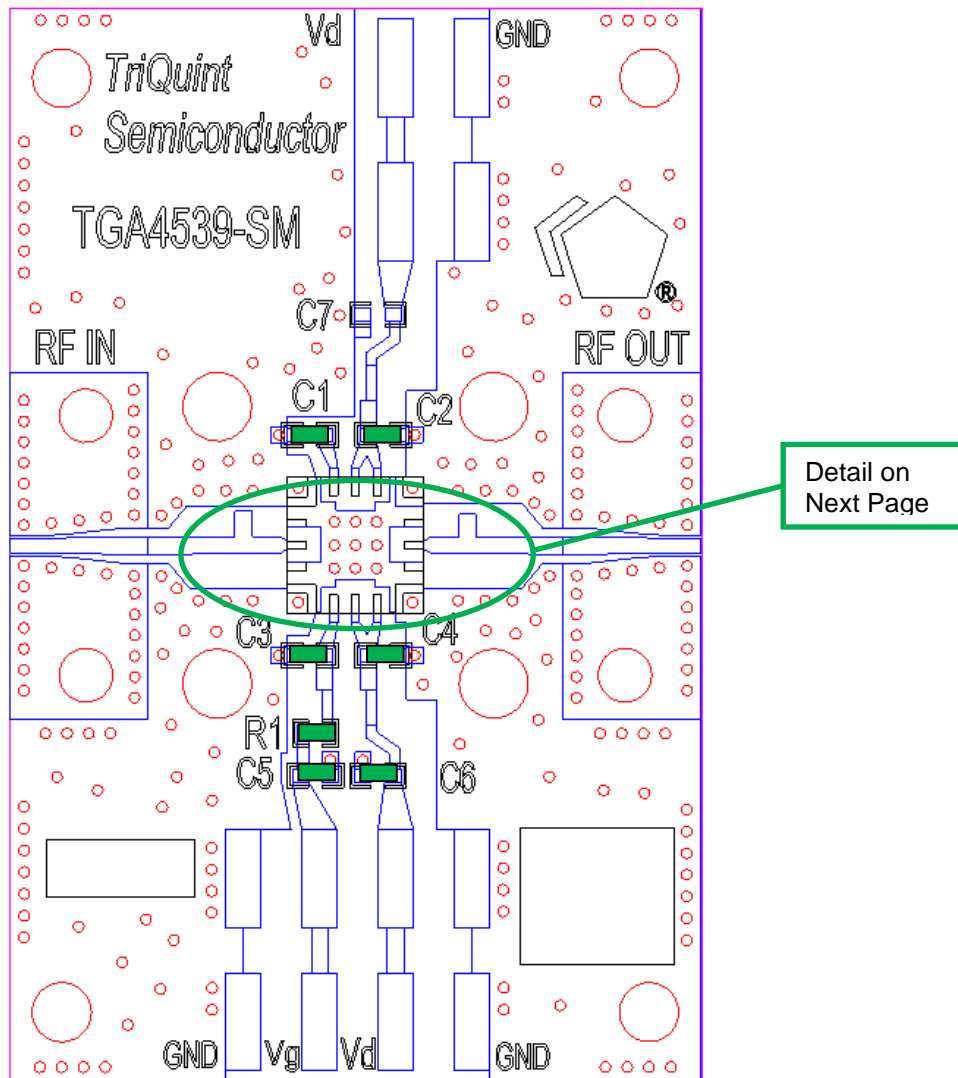 Vd
GND
TriQuint
Semiconductor
TGA4539-SM
®
C7
RF IN
RF OUT
C1
C2
Detail on
Next Page
C3
C4
R1
C5
C6
GND
Vg
Vd
GND